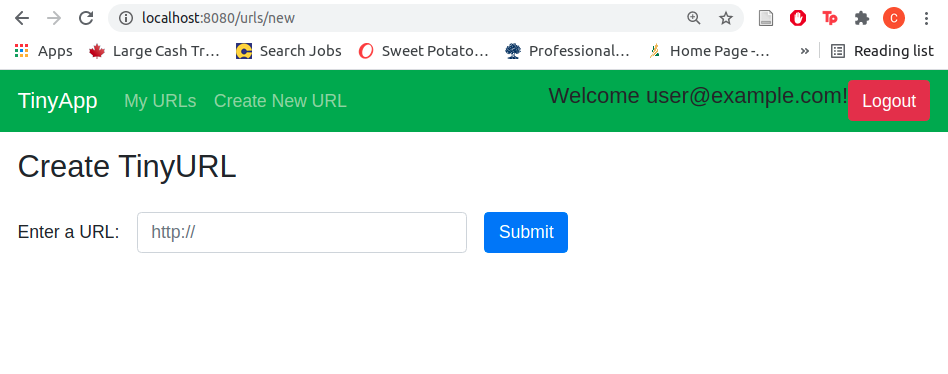 localhost:8080/urls/new
C
Apps Large Cash Tr… Search Jobs Sweet Potato… Professional… Home Page -… » Reading list
TinyApp My URLs Create New URL Welcome user@example.com! Logout
Create TinyURL
Enter a URL: http:// Submit